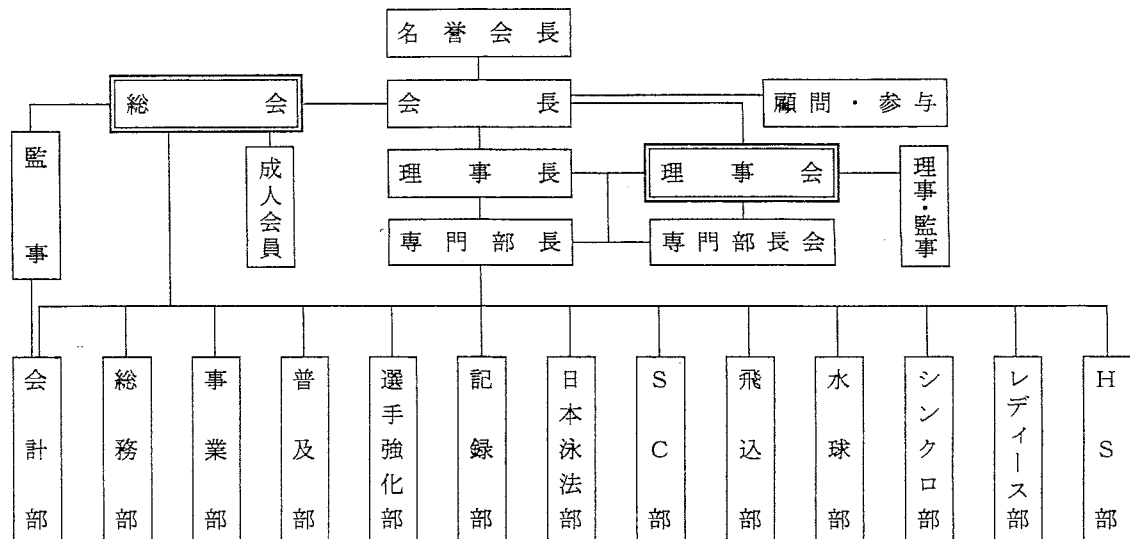 名誉会長
総会
会長
顧問・参与
監事
成人会員
理事長
理事会
理事・監事
専門部長
専門部長会
会計部
総務部
事業部
普及部
選手強化部
記録部
日本泳法部
SC部
飛込部
水球部
シンクロ部
レディース部
HS部